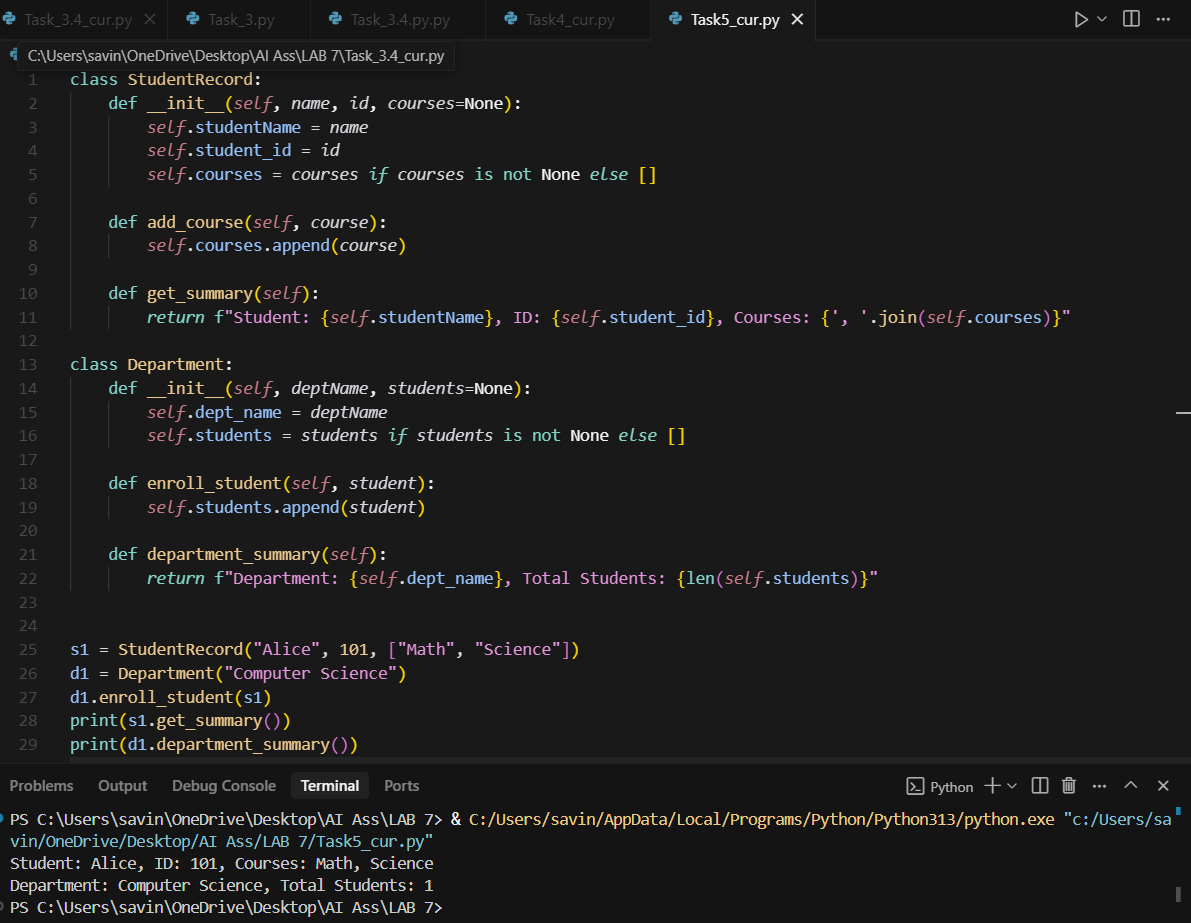 Task_3.4_cur.py Task_3.py Task_3.4.py.py Task4_cur.py Task5_cur.py
C:\Users\savin\OneDrive\Desktop\AI Ass\LAB 7\Task_3.4_cur.py
1 class StudentRecord:
2     def __init__(self, name, id, courses=None):
3         self.studentName = name
4         self.student_id = id
5         self.courses = courses if courses is not None else []
6
7     def add_course(self, course):
8         self.courses.append(course)
9
10     def get_summary(self):
11         return f"Student: {self.studentName}, ID: {self.student_id}, Courses: {', '.join(self.courses)}"
12
13 class Department:
14     def __init__(self, deptName, students=None):
15         self.dept_name = deptName
16         self.students = students if students is not None else []
17
18     def enroll_student(self, student):
19         self.students.append(student)
20
21     def department_summary(self):
22         return f"Department: {self.dept_name}, Total Students: {len(self.students)}"
23
24
25 s1 = StudentRecord("Alice", 101, ["Math", "Science"])
26 d1 = Department("Computer Science")
27 d1.enroll_student(s1)
28 print(s1.get_summary())
29 print(d1.department_summary())
Problems Output Debug Console Terminal Ports Python
PS C:\Users\savin\OneDrive\Desktop\AI Ass\LAB 7> & C:/Users/savin/AppData/Local/Programs/Python/Python313/python.exe "c:/Users/sa
vin/OneDrive/Desktop/AI Ass/LAB 7/Task5_cur.py"
Student: Alice, ID: 101, Courses: Math, Science
Department: Computer Science, Total Students: 1
PS C:\Users\savin\OneDrive\Desktop\AI Ass\LAB 7>